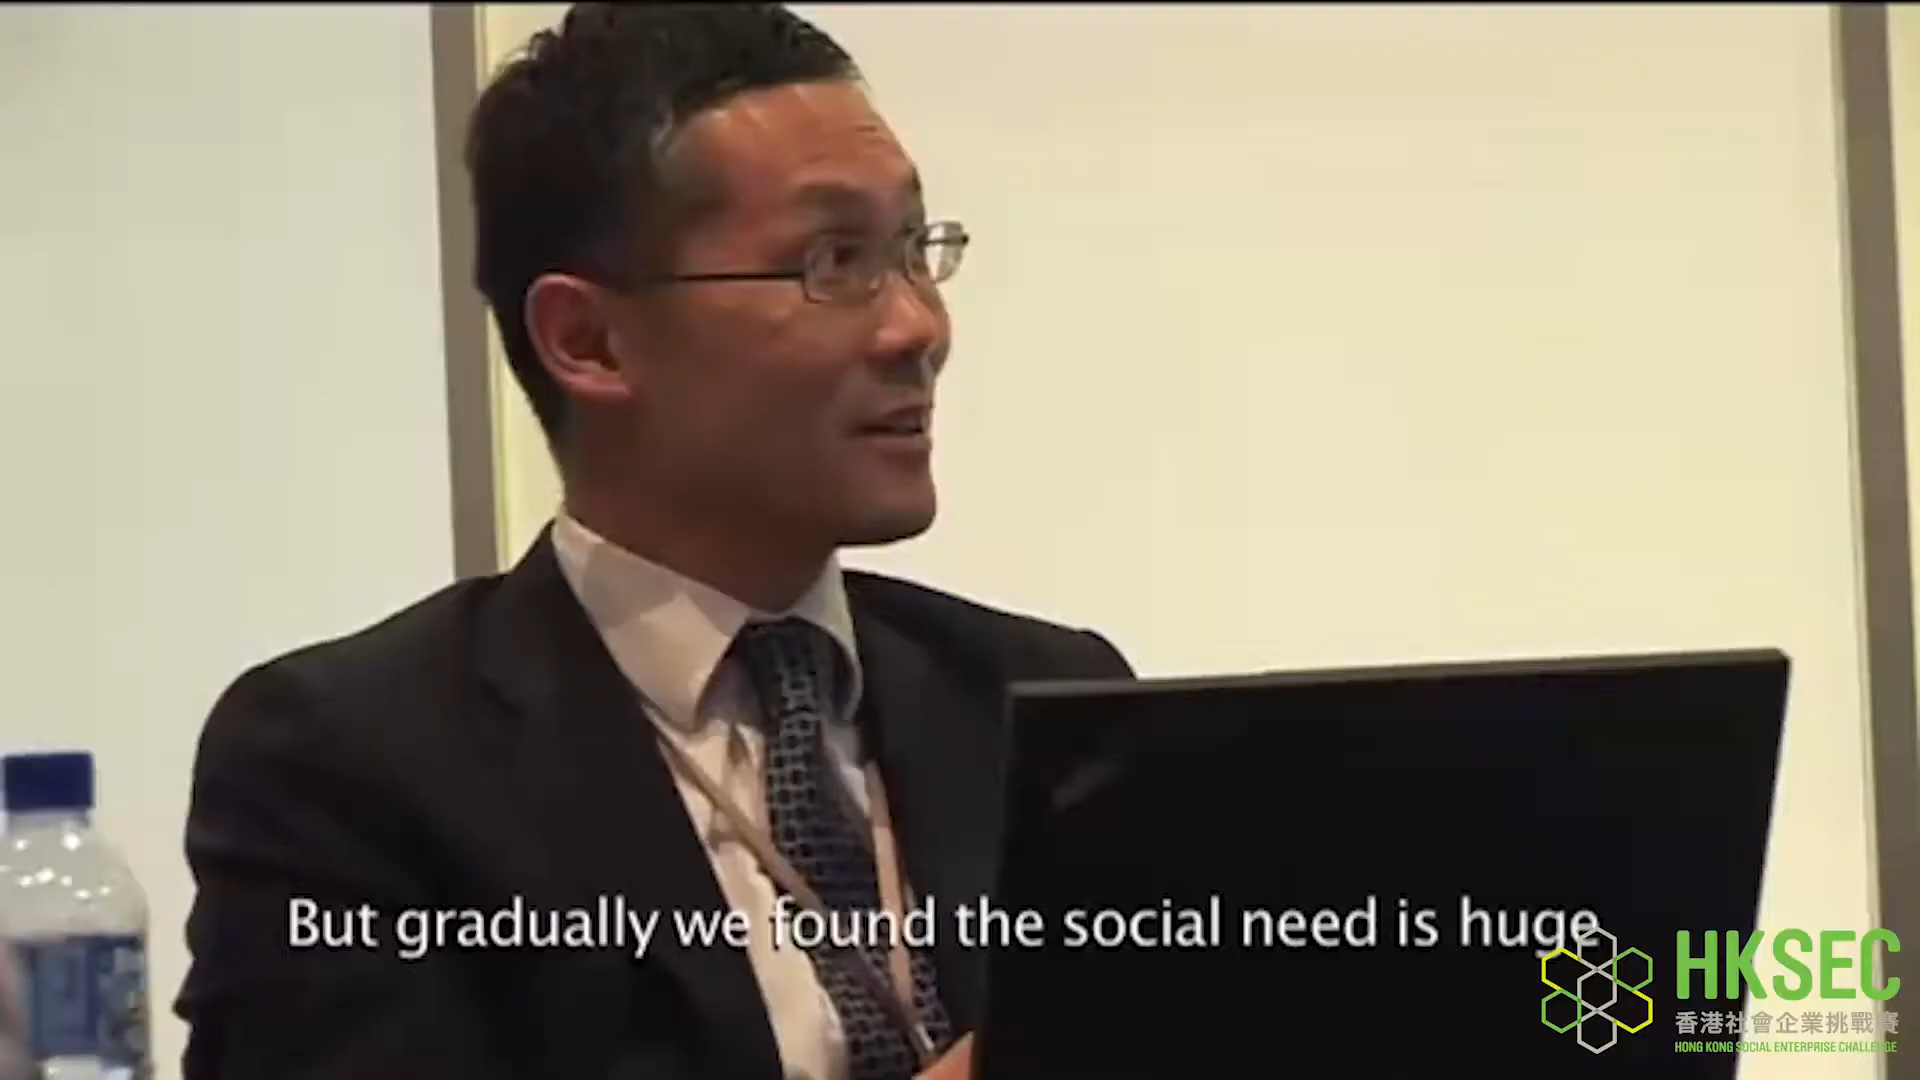 But gradually we found the social need is huge
HKSEC
香港社會企業挑戰賽
HONG KONG SOCIAL ENTERPRISE CHALLENGE